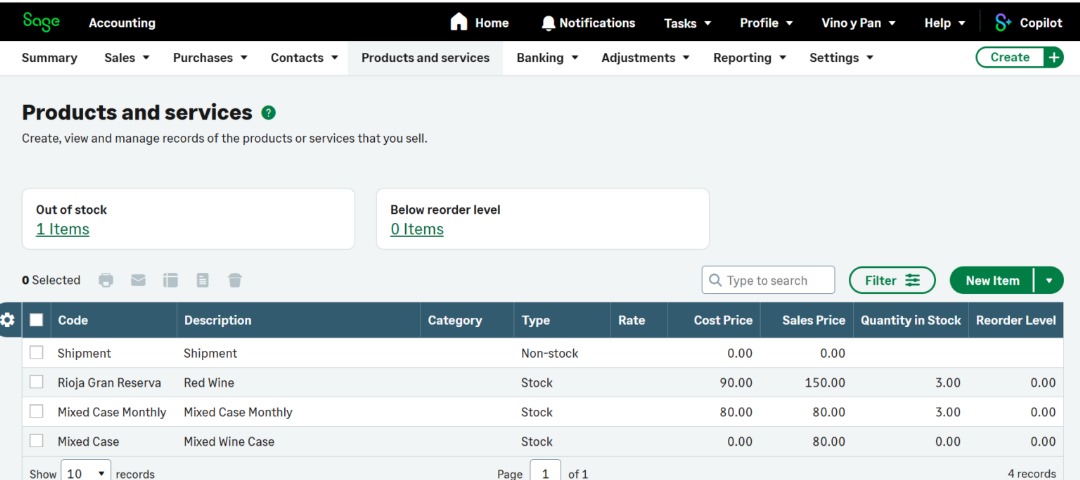 Sage Accounting Home Notifications Tasks Profile Vino y Pan Help Copilot
Summary Sales Purchases Contacts Products and services Banking Adjustments Reporting Settings Create +
Products and services ?
Create, view and manage records of the products or services that you sell.
Out of stock Below reorder level
1 Items 0 Items
0 Selected Type to search Filter New Item
Code Description Category Type Rate Cost Price Sales Price Quantity in Stock Reorder Level
Shipment Shipment Non-stock 0.00 0.00
Rioja Gran Reserva Red Wine Stock 90.00 150.00 3.00 0.00
Mixed Case Monthly Mixed Case Monthly Stock 80.00 80.00 3.00 0.00
Mixed Case Mixed Wine Case Stock 0.00 80.00 0.00 0.00
Show 10 records Page 1 of 1 4 records